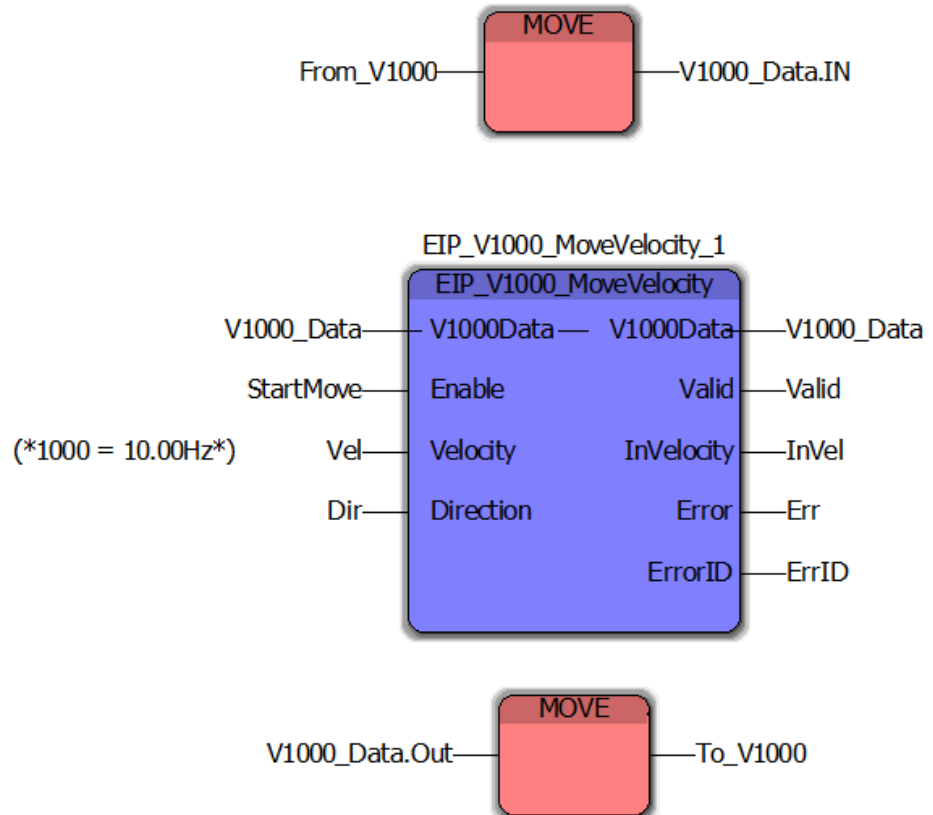 MOVE
From_V1000 V1000_Data.IN
EIP_V1000_MoveVelocity_1
EIP_V1000_MoveVelocity
V1000_Data V1000Data V1000Data V1000_Data
StartMove Enable Valid Valid
(*1000 = 10.00Hz*) Vel Velocity InVelocity InVel
Dir Direction Error Err
ErrorID ErrID
MOVE
V1000_Data.Out To_V1000